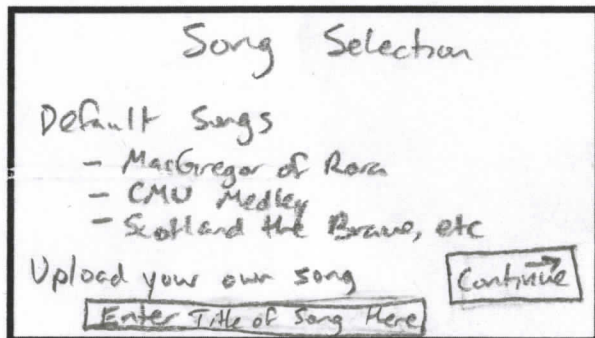 Song Selection
Default Songs
- MacGregor of Rora
- CMU Medley
- Scotland the Brave, etc
Upload your own song
Continue
Enter Title of Song Here